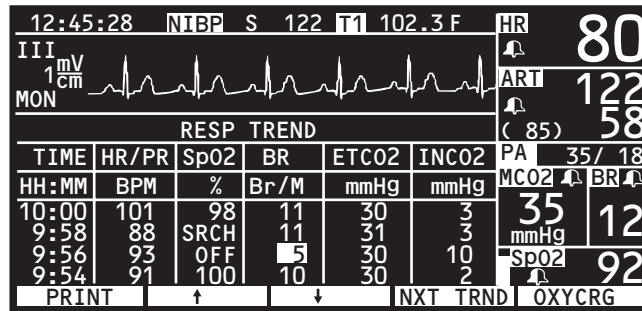 12:45:28 NIBP S 122 T1 102.3 F
III
1 mV
cm
MON
HR
80
ART
122
58
( 85)
PA 35/ 18
MCO2 BR
35
mmHg
12
SpO2
92
RESP TREND
TIME HR/PR SpO2 BR ETCO2 INCO2
HH:MM BPM % Br/M mmHg mmHg
10:00 101 98 11 30 3
9:58 88 SRCH 11 31 3
9:56 93 OFF 5 30 10
9:54 91 100 10 30 2
PRINT ↑ ↓ NXT TRND OXYCRG